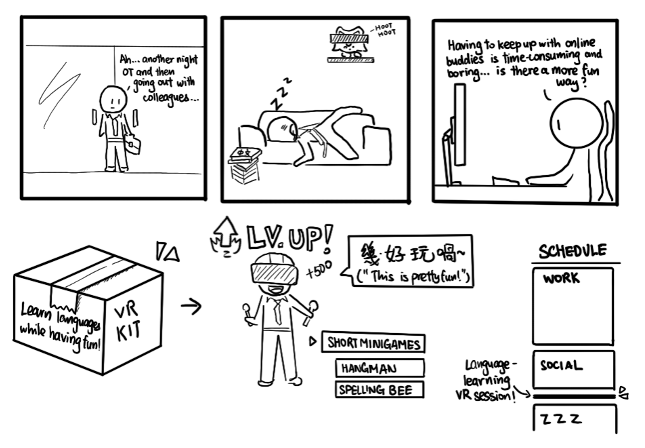 Ah... another night
OT and then
going out with
colleagues...
- HOOT
HOOT
Z Z Z
Having to keep up with online
buddies is time-consuming and
boring... is there a more fun
way?
Learn languages
while having fun!
VR
KIT
LV. UP!
+500
幾好玩喎~
("This is pretty fun!")
SHORT MINIGAMES
HANGMAN
SPELLING BEE
SCHEDULE
WORK
SOCIAL
Language-
learning
VR session!
Z Z Z